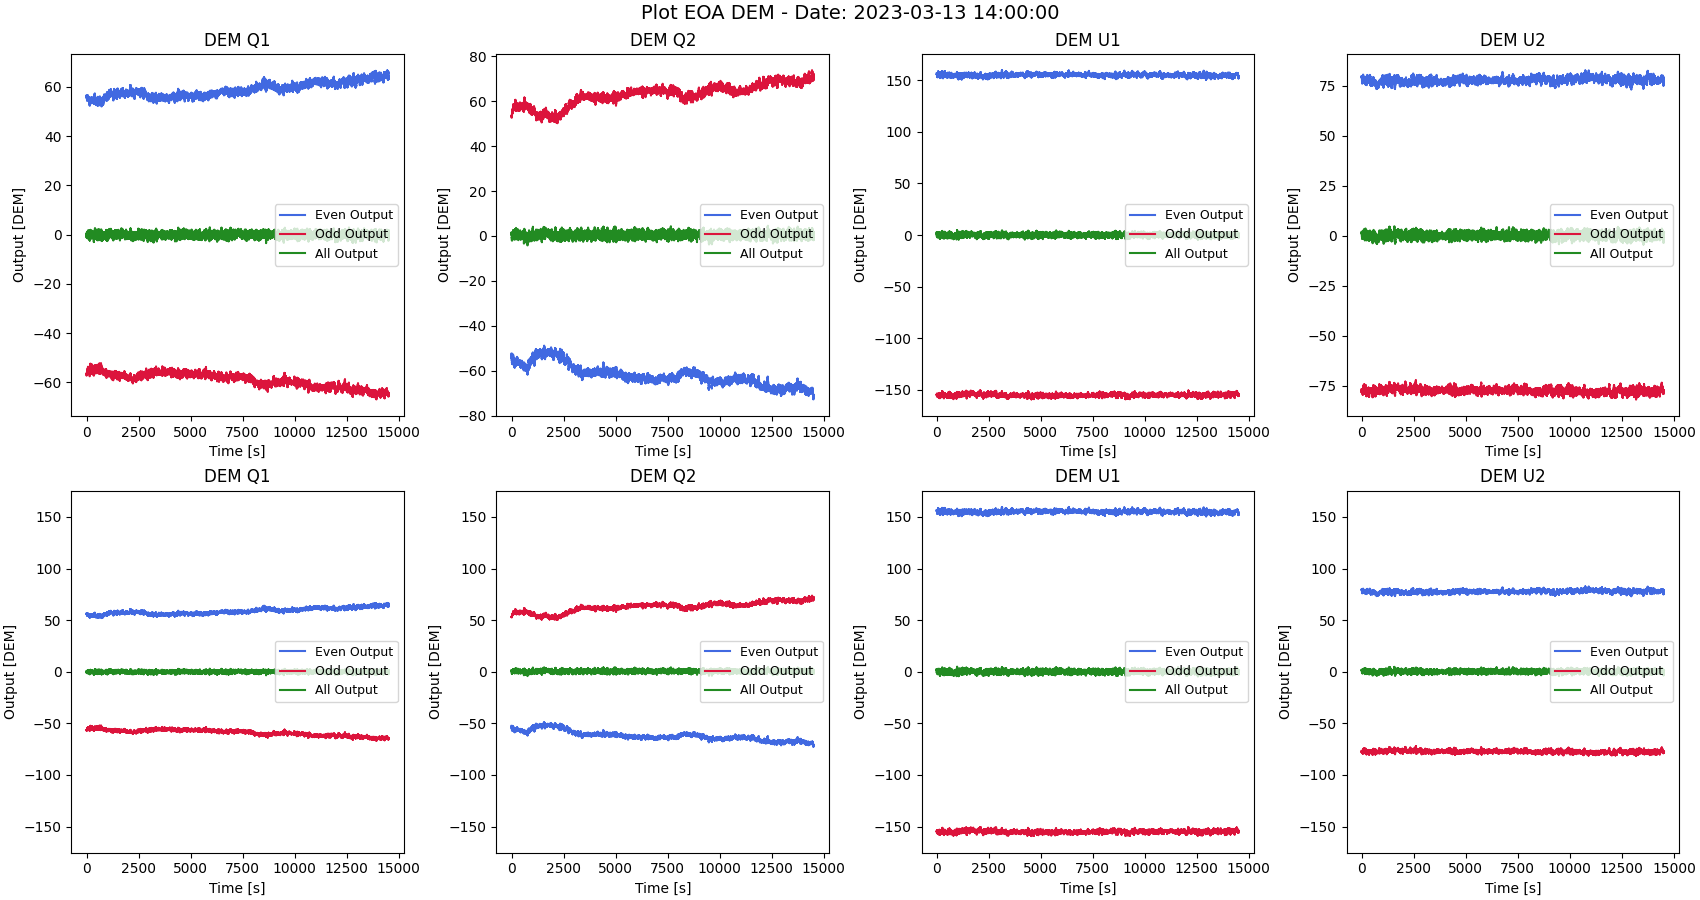 Plot EOA DEM - Date: 2023-03-13 14:00:00
DEM Q1
DEM Q2
DEM U1
DEM U2
Output [DEM]
60
40
20
0
−20
−40
−60
Even Output
Odd Output
All Output
0 2500 5000 7500 10000 12500 15000
Time [s]
Output [DEM]
80
60
40
20
0
−20
−40
−60
−80
Even Output
Odd Output
All Output
0 2500 5000 7500 10000 12500 15000
Time [s]
Output [DEM]
150
100
50
0
−50
−100
−150
Even Output
Odd Output
All Output
0 2500 5000 7500 10000 12500 15000
Time [s]
Output [DEM]
75
50
25
0
−25
−50
−75
Even Output
Odd Output
All Output
0 2500 5000 7500 10000 12500 15000
Time [s]
DEM Q1
DEM Q2
DEM U1
DEM U2
Output [DEM]
150
100
50
0
−50
−100
−150
Even Output
Odd Output
All Output
0 2500 5000 7500 10000 12500 15000
Time [s]
Output [DEM]
150
100
50
0
−50
−100
−150
Even Output
Odd Output
All Output
0 2500 5000 7500 10000 12500 15000
Time [s]
Output [DEM]
150
100
50
0
−50
−100
−150
Even Output
Odd Output
All Output
0 2500 5000 7500 10000 12500 15000
Time [s]
Output [DEM]
150
100
50
0
−50
−100
−150
Even Output
Odd Output
All Output
0 2500 5000 7500 10000 12500 15000
Time [s]